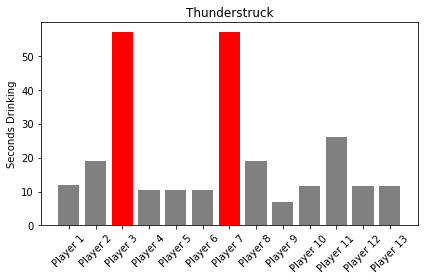 Thunderstruck
Seconds Drinking
50
40
30
20
10
0
Player 1
Player 2
Player 3
Player 4
Player 5
Player 6
Player 7
Player 8
Player 9
Player 10
Player 11
Player 12
Player 13